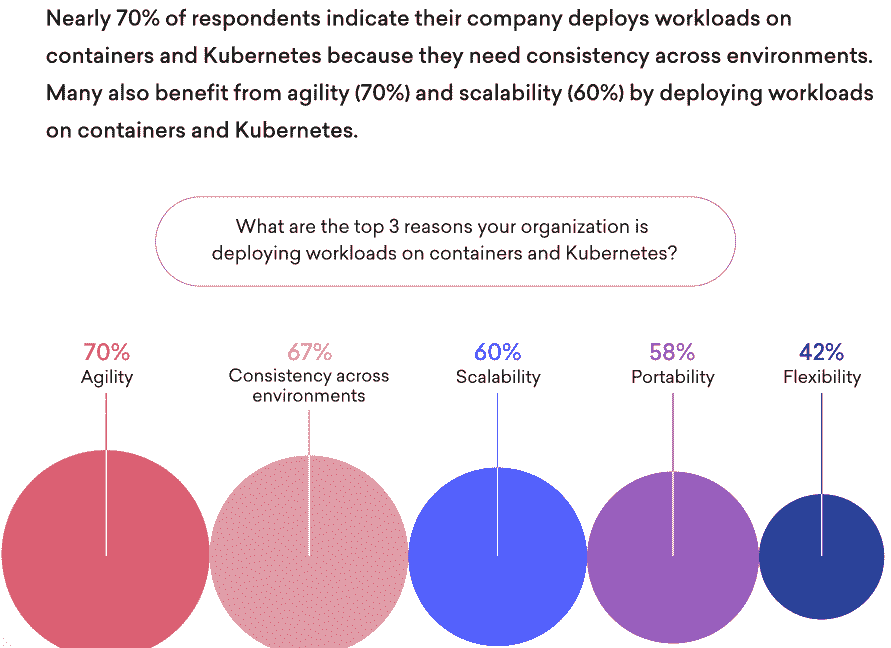 Nearly 70% of respondents indicate their company deploys workloads on
containers and Kubernetes because they need consistency across environments.
Many also benefit from agility (70%) and scalability (60%) by deploying workloads
on containers and Kubernetes.
What are the top 3 reasons your organization is
deploying workloads on containers and Kubernetes?
70%
Agility
67%
Consistency across
environments
60%
Scalability
58%
Portability
42%
Flexibility